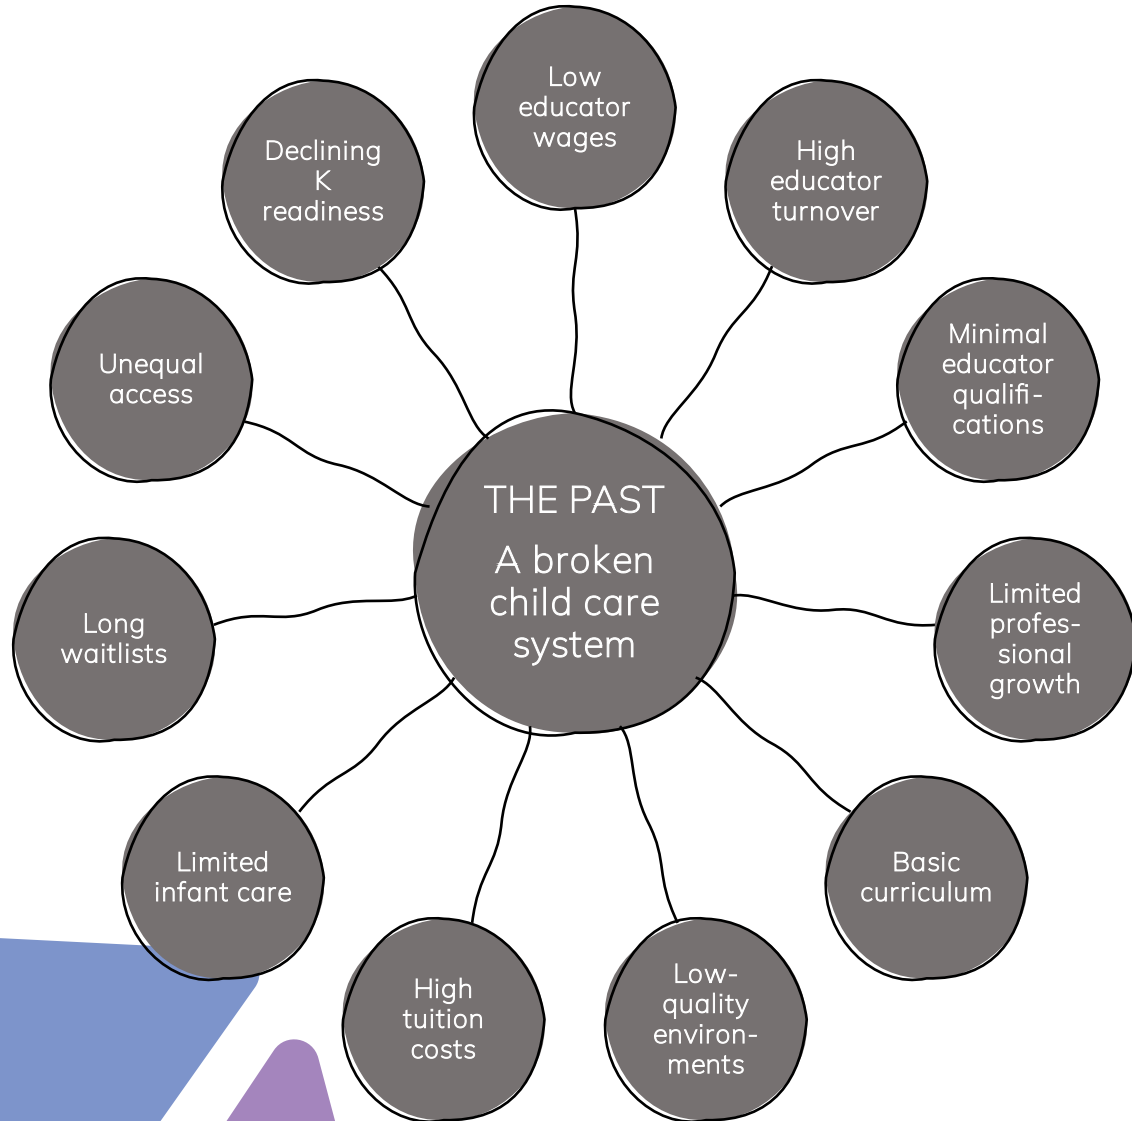 THE PAST
A broken
child care
system
Low
educator
wages
High
educator
turnover
Minimal
educator
qualifi-
cations
Limited
profes-
sional
growth
Basic
curriculum
Low-
quality
environ-
ments
High
tuition
costs
Limited
infant care
Long
waitlists
Unequal
access
Declining
K
readiness